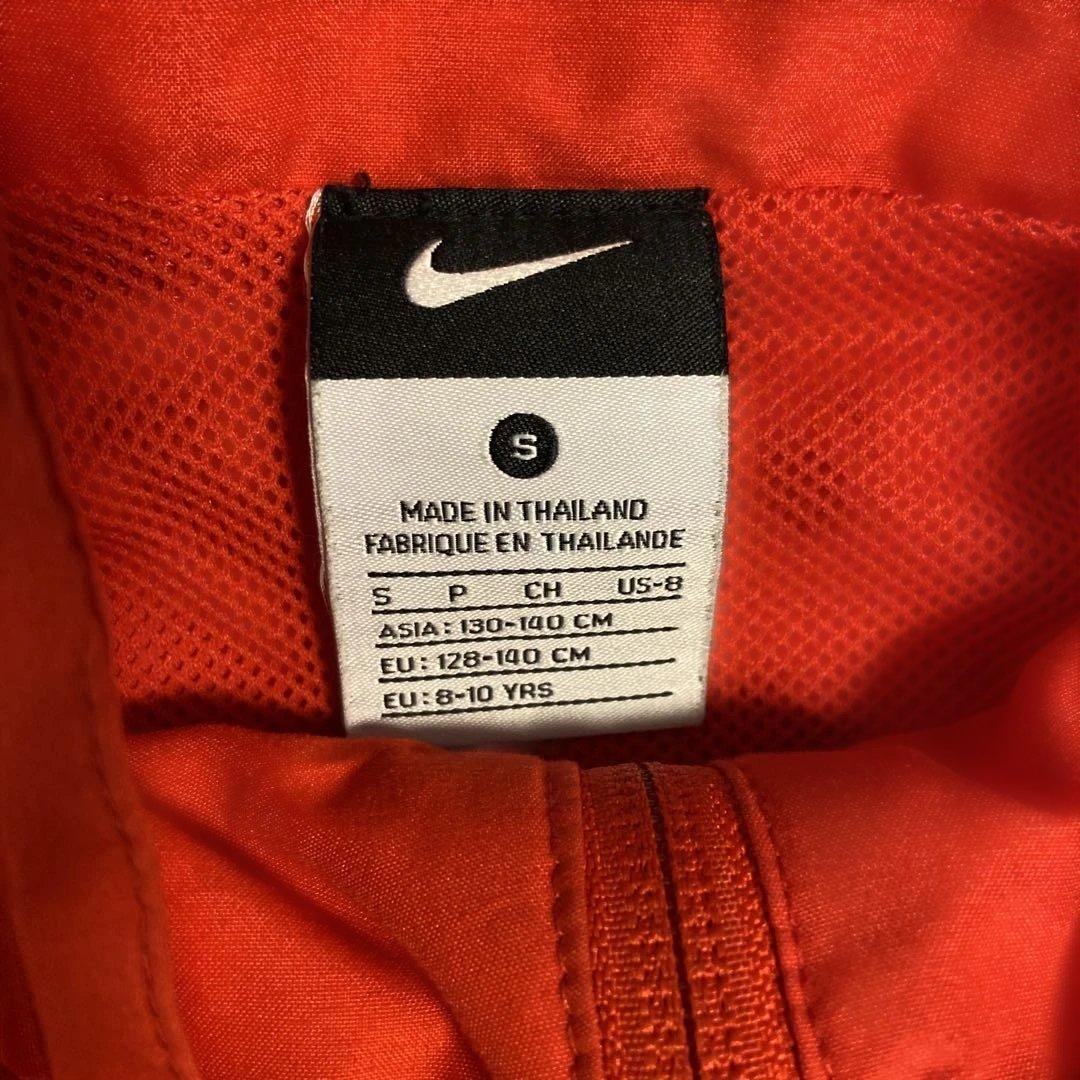 S
MADE IN THAILAND
FABRIQUE EN THAILANDE
S P CH US-8
ASIA: 130-140 CM
EU: 128-140 CM
EU: 8-10 YRS